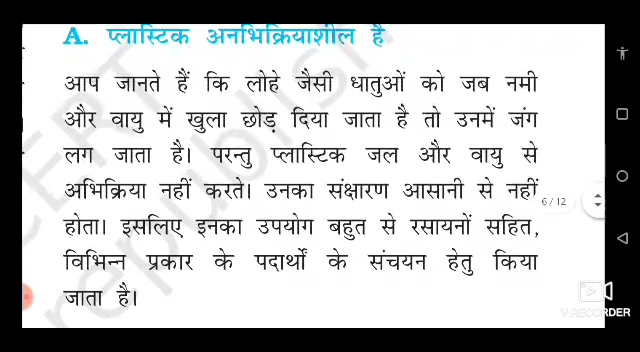 A. प्लास्टिक अनभिक्रियाशील है
आप जानते हैं कि लोहे जैसी धातुओं को जब नमी
और वायु में खुला छोड़ दिया जाता है तो उनमें जंग
लग जाता है। परन्तु प्लास्टिक जल और वायु से
अभिक्रिया नहीं करते। उनका संक्षारण आसानी से नहीं
होता। इसलिए इनका उपयोग बहुत से रसायनों सहित,
विभिन्न प्रकार के पदार्थों के संचयन हेतु किया
जाता है।
6/12
V RECORDER
republish